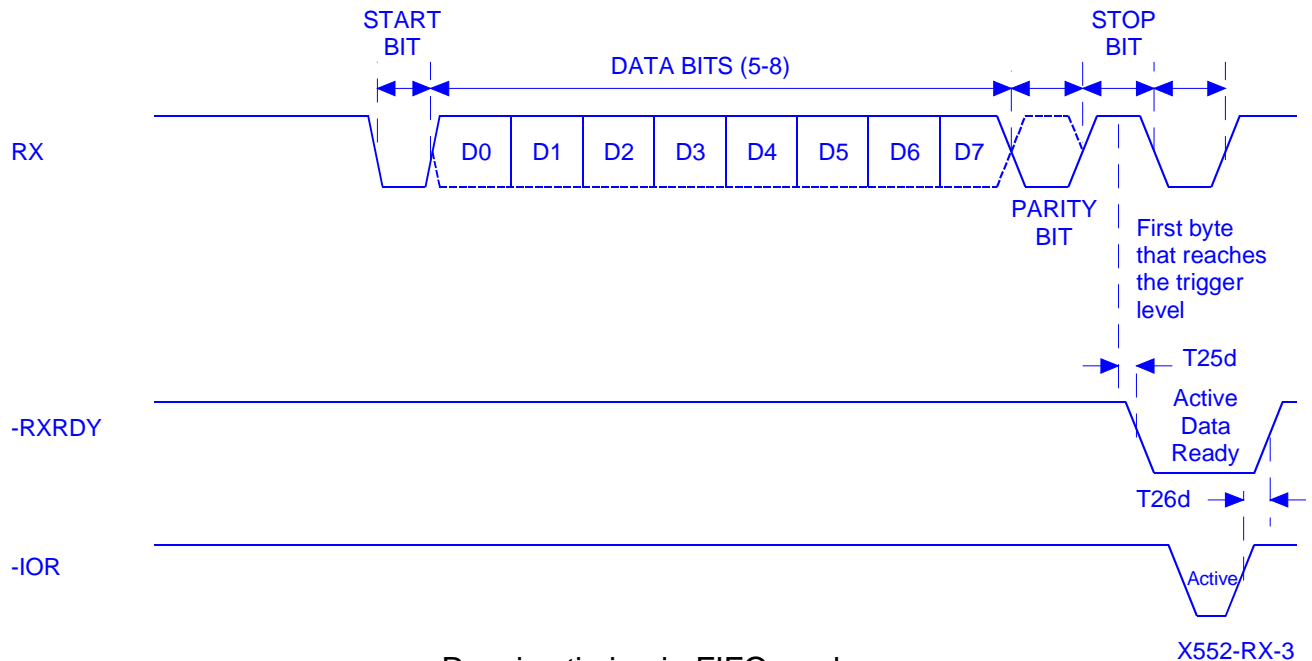 START
BIT
STOP
BIT
DATA BITS (5-8)
RX
D0 D1 D2 D3 D4 D5 D6 D7
PARITY
BIT
First byte
that reaches
the trigger
level
T25d
-RXRDY
Active
Data
Ready
T26d
-IOR
Active
X552-RX-3